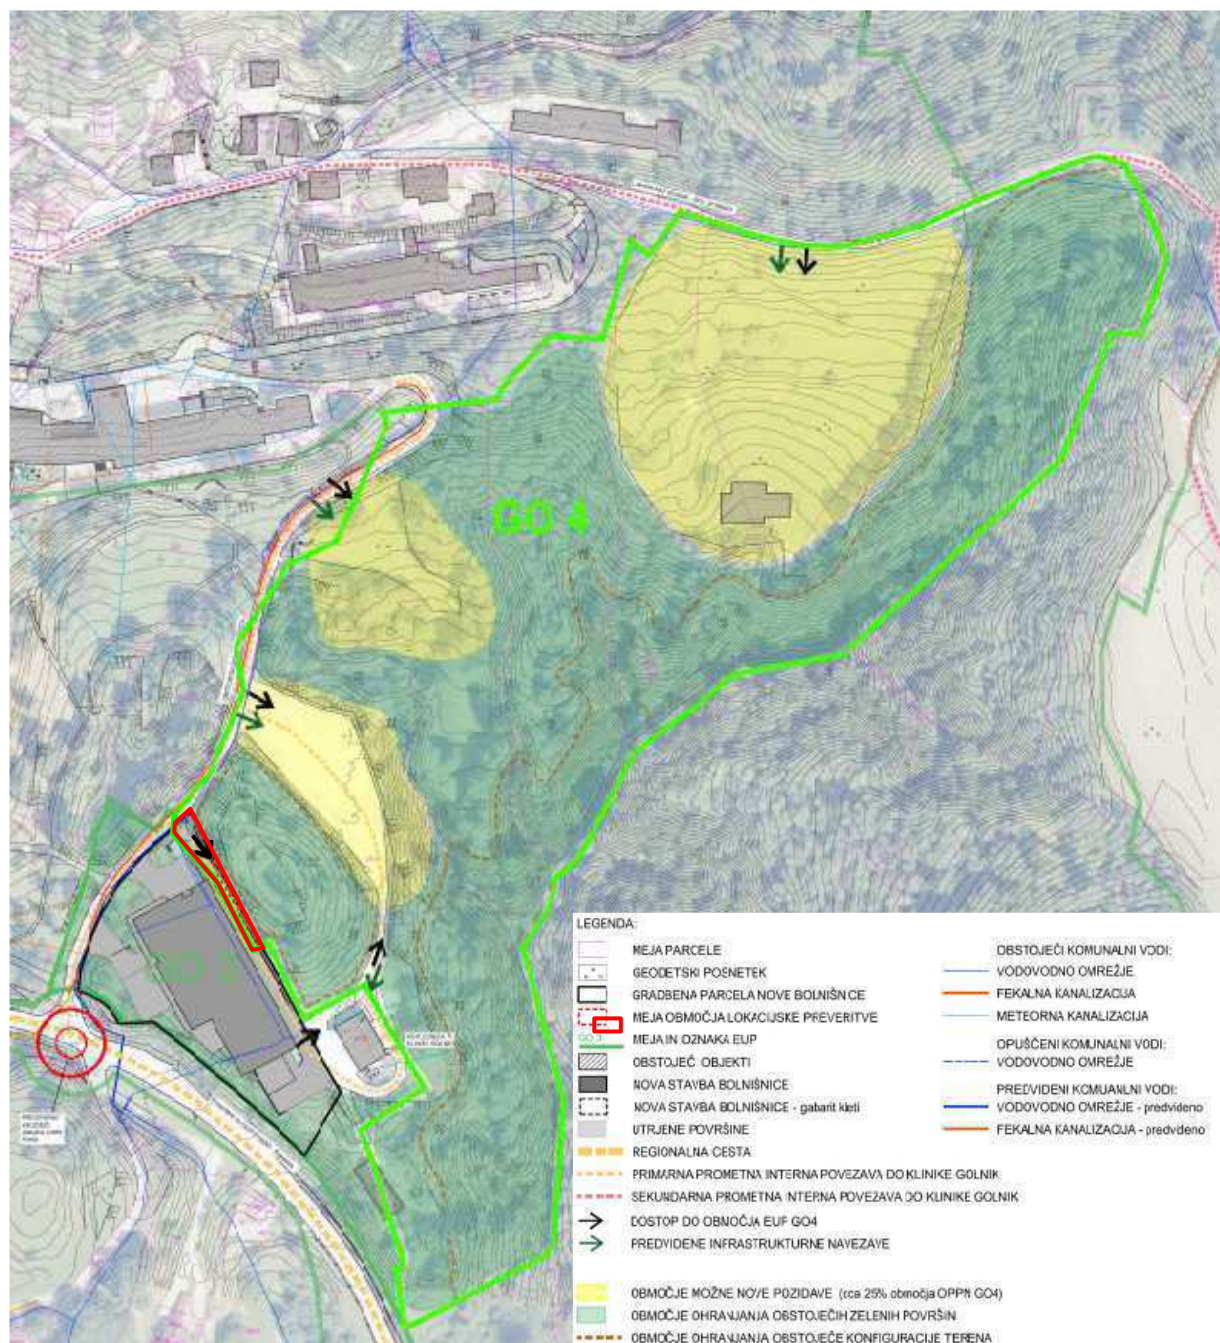 GO 4
GO 3
LEGENDA:
MEJA PARCELE
GEODETSKI POSNETEK
GRADBENA PARCELA NOVE BOLNIŠNICE
MEJA OBMOČJA LOKACIJSKE PREVERITVE
GO 3 MEJA IN OZNAKA EUP
OBSTOJEČI OBJEKTI
NOVA STAVBA BOLNIŠNICE
NOVA STAVBA BOLNIŠNICE - gabarit kleti
UTRJENE POVRŠINE
REGIONALNA CESTA
PRIMARNA PROMETNA INTERNA POVEZAVA DO KLINIKE GOLNIK
SEKUNDARNA PROMETNA INTERNA POVEZAVA DO KLINIKE GOLNIK
DOSTOP DO OBMOČJA EUP GO4
PREDVIDENE INFRASTRUKTURNE NAVEZAVE
OBMOČJE MOŽNE NOVE POZIDAVE (cca 25% območja OPPN GO4)
OBMOČJE OHRANJANJA OBSTOJEČIH ZELENIH POVRŠIN
OBMOČJE OHRANJANJA OBSTOJEČE KONFIGURACIJE TERENA
OBSTOJEČI KOMUNALNI VODI:
VODOVODNO OMREŽJE
FEKALNA KANALIZACIJA
METEORNA KANALIZACIJA
OPUŠČENI KOMUNALNI VODI:
VODOVODNO OMREŽJE
PREDVIDENI KOMUANLNI VODI:
VODOVODNO OMREŽJE - predvideno
FEKALNA KANALIZACIJA - predvideno